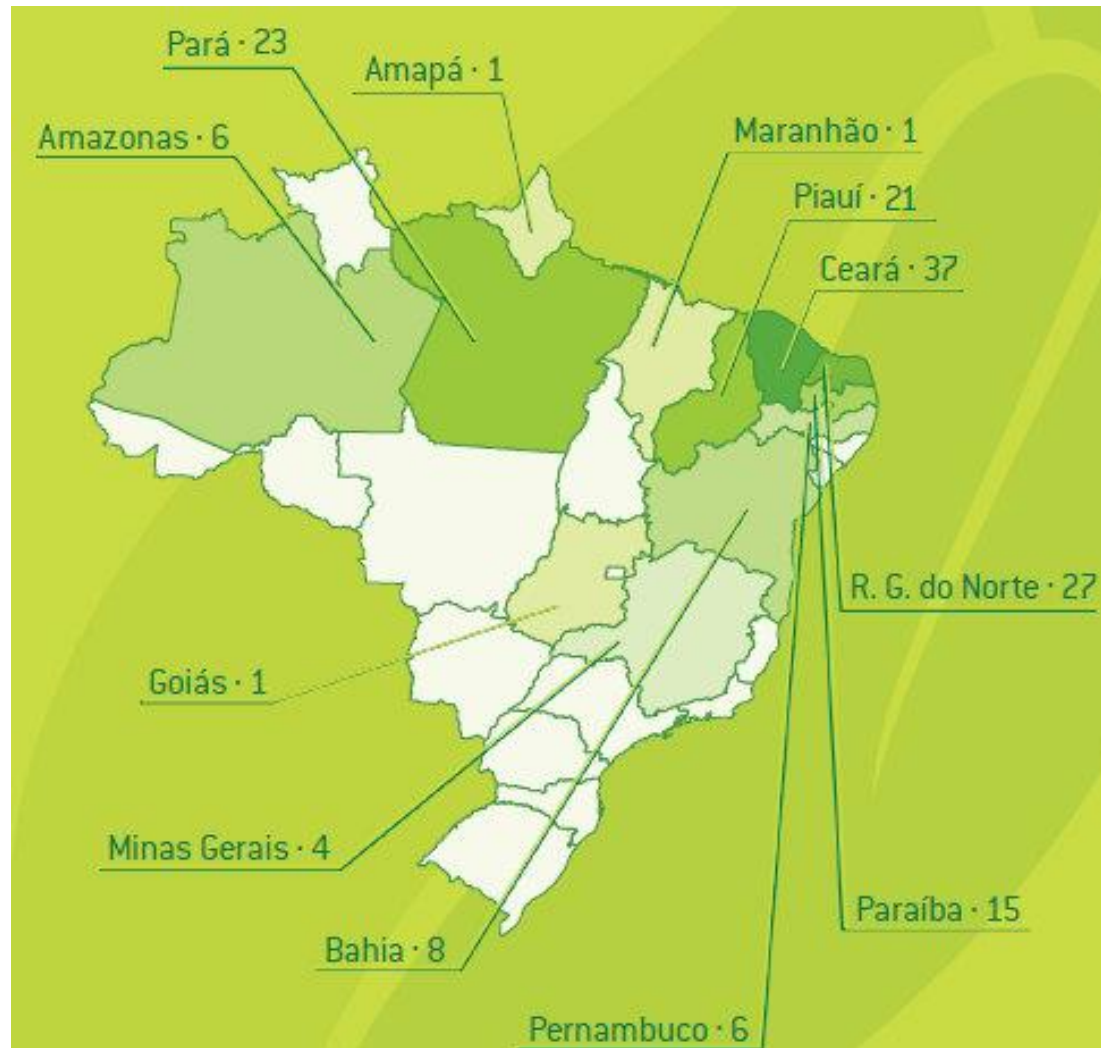 Pará · 23
Amapá · 1
Amazonas · 6
Maranhão · 1
Piauí · 21
Ceará · 37
R. G. do Norte · 27
Goiás · 1
Minas Gerais · 4
Paraíba · 15
Bahia · 8
Pernambuco · 6